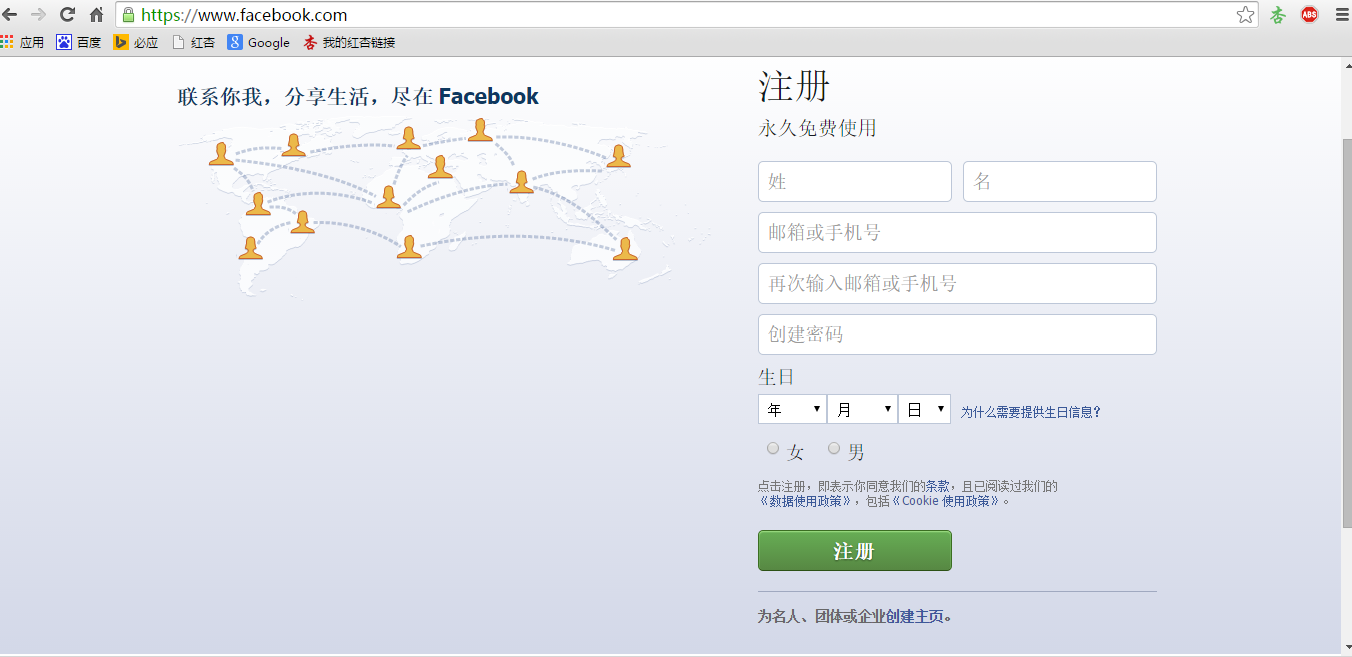 https://www.facebook.com
ABS
应用 百度 必应 红杏 Google 我的红杏链接
联系你我，分享生活，尽在 Facebook
注册
永久免费使用
姓 名
邮箱或手机号
再次输入邮箱或手机号
创建密码
生日
年 月 日 为什么需要提供生日信息？
女 男
点击注册，即表示你同意我们的条款，且已阅读过我们的
《数据使用政策》，包括《Cookie 使用政策》。
注册
为名人、团体或企业创建主页。